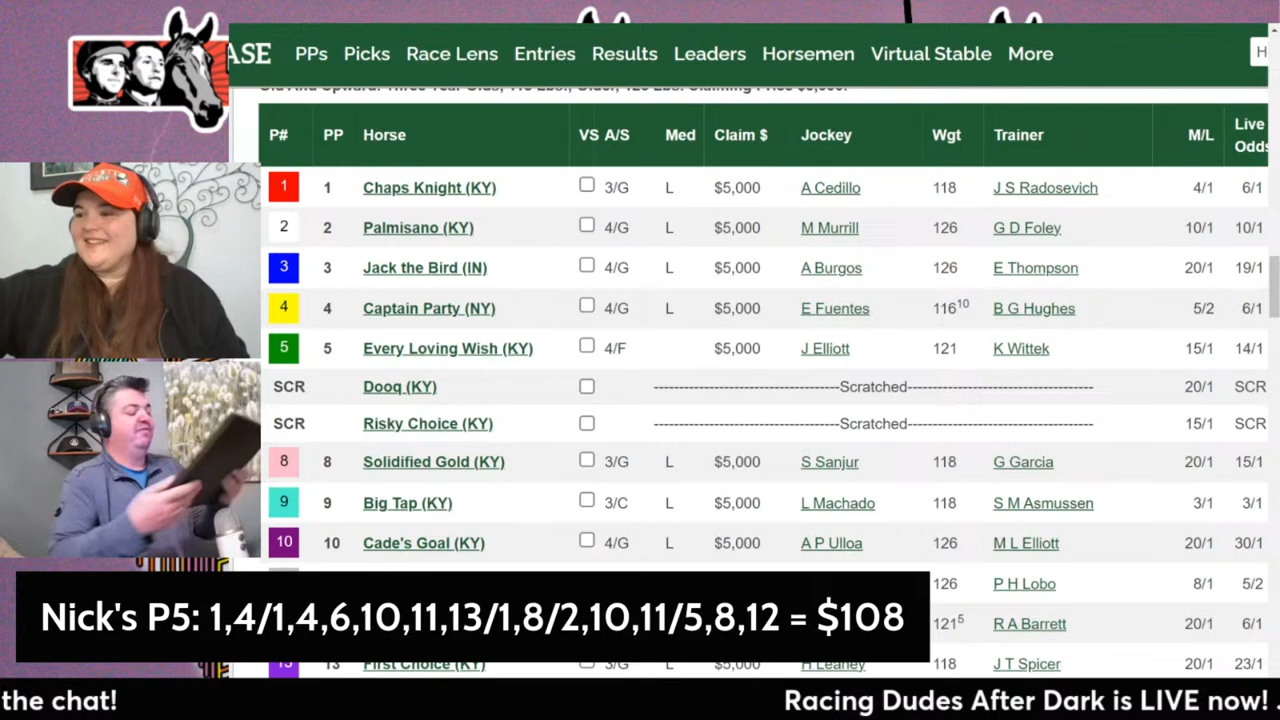 ASE PPs Picks Race Lens Entries Results Leaders Horsemen Virtual Stable More H
P# PP Horse VS A/S Med Claim $ Jockey Wgt Trainer M/L Live Odds
1 1 Chaps Knight (KY) 3/G L $5,000 A Cedillo 118 J S Radosevich 4/1 6/1
2 2 Palmisano (KY) 4/G L $5,000 M Murrill 126 G D Foley 10/1 10/1
3 3 Jack the Bird (IN) 4/G L $5,000 A Burgos 126 E Thompson 20/1 19/1
4 4 Captain Party (NY) 4/G L $5,000 E Fuentes 116 10 B G Hughes 5/2 6/1
5 5 Every Loving Wish (KY) 4/F L $5,000 J Elliott 121 K Wittek 15/1 14/1
SCR Dooq (KY) ---Scratched--- 20/1 SCR
SCR Risky Choice (KY) ---Scratched--- 15/1 SCR
8 8 Solidified Gold (KY) 3/G L $5,000 S Sanjur 118 G Garcia 20/1 15/1
9 9 Big Tap (KY) 3/C L $5,000 L Machado 118 S M Asmussen 3/1 3/1
10 10 Cade's Goal (KY) 4/G L $5,000 A P Ulloa 126 M L Elliott 20/1 30/1
126 P H Lobo 8/1 5/2
121 5 R A Barrett 20/1 6/1
13 First Choice (KY) 3/G L $5,000 H Leahey 118 J T Spicer 20/1 23/1
Nick's P5: 1,4/1,4,6,10,11,13/1,8/2,10,11/5,8,12 = $108
the chat! Racing Dudes After Dark is LIVE now!